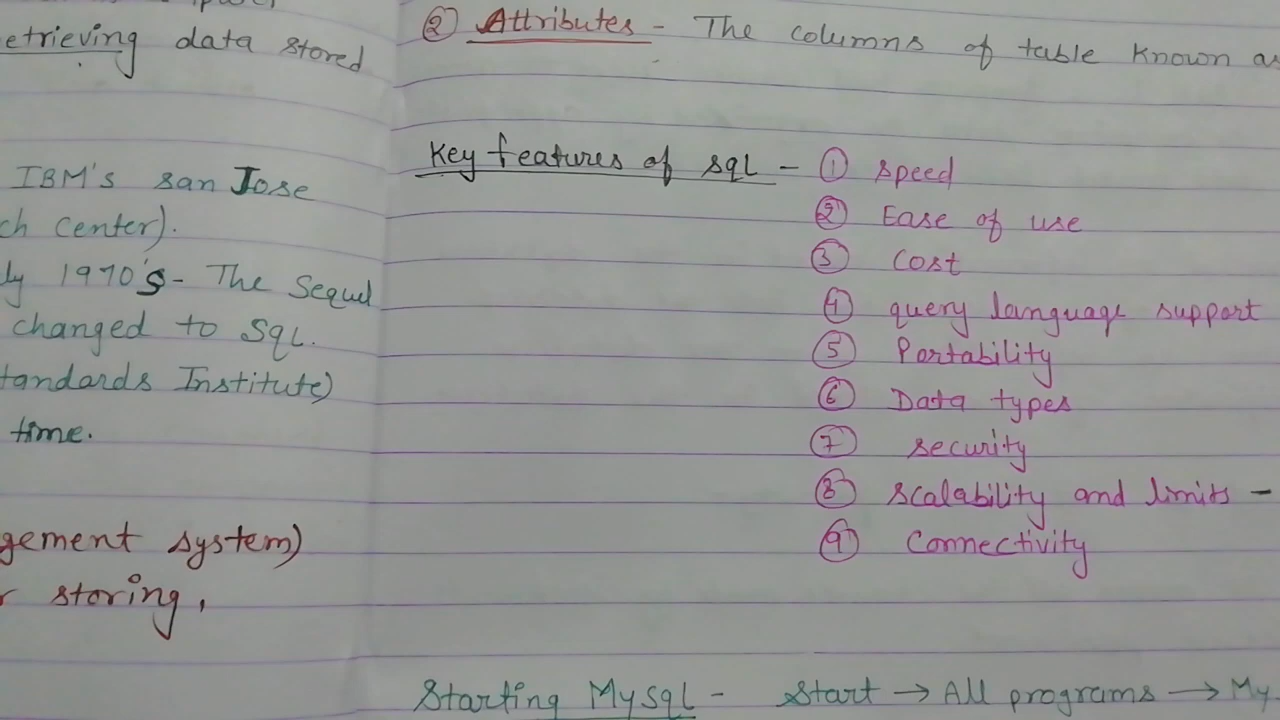 etrieving data stored
IBM's san Jose
ch center).
ly 1970's - The Sequel
changed to SQL.
tandards Institute)
time.
gement system)
r storing,
② Attributes - The columns of table known as
Key features of SQL - ① speed
② Ease of use
③ Cost
④ query language support
⑤ Portability
⑥ Data types
⑦ security
⑧ scalability and limits -
⑨ Connectivity
Starting MySQL - Start → All programs → My